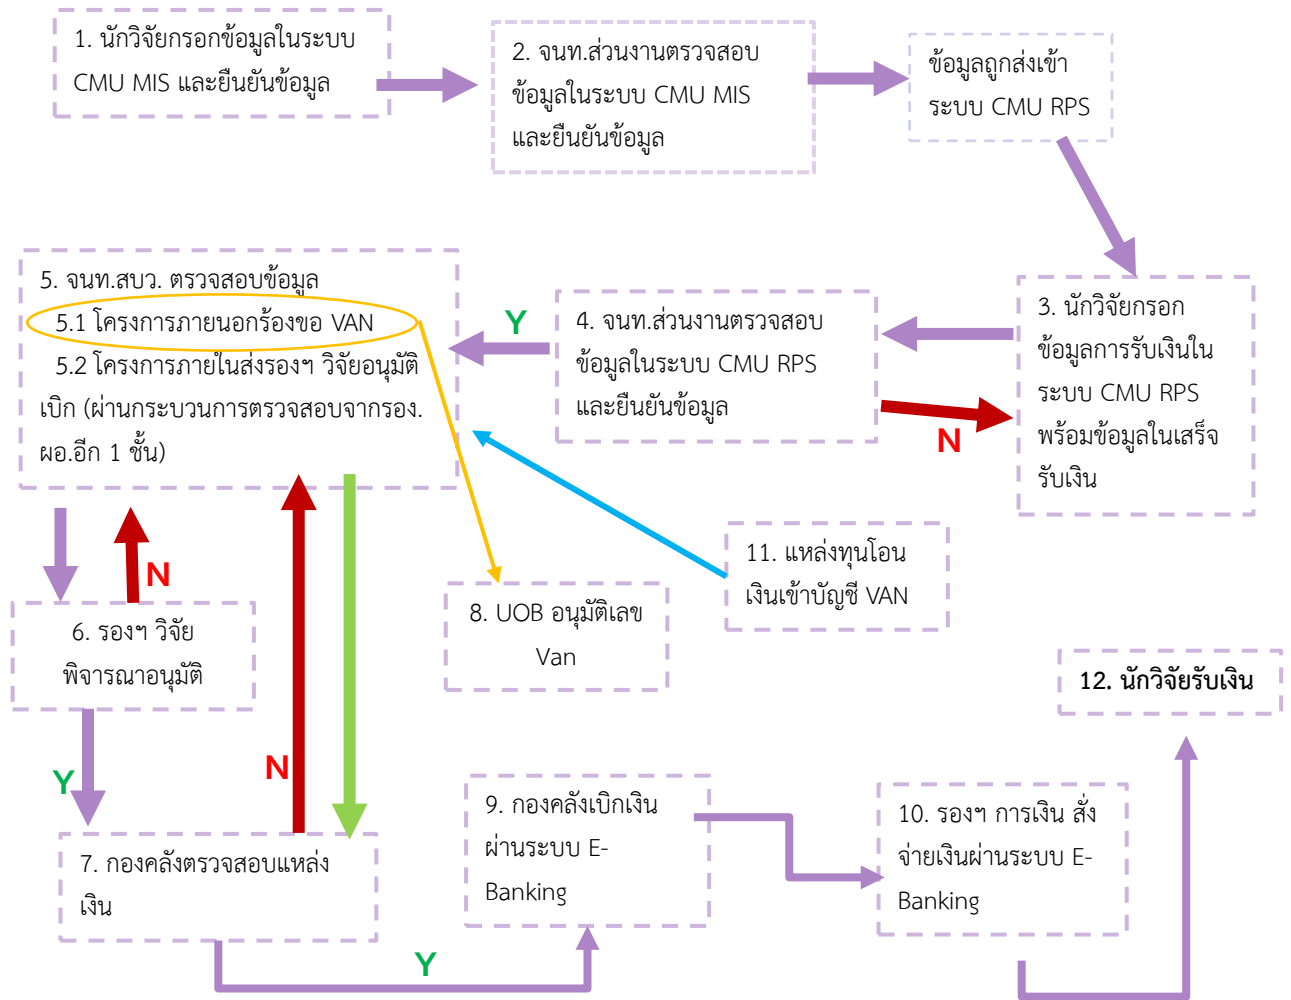 1. นักวิจัยกรอกข้อมูลในระบบ
CMU MIS และยืนยันข้อมูล
2. จนท.ส่วนงานตรวจสอบ
ข้อมูลในระบบ CMU MIS
และยืนยันข้อมูล
ข้อมูลถูกส่งเข้า
ระบบ CMU RPS
3. นักวิจัยกรอก
ข้อมูลการรับเงินใน
ระบบ CMU RPS
พร้อมข้อมูลในเสร็จ
รับเงิน
4. จนท.ส่วนงานตรวจสอบ
ข้อมูลในระบบ CMU RPS
และยืนยันข้อมูล
Y
N
5. จนท.สบว. ตรวจสอบข้อมูล
5.1 โครงการภายนอกร้องขอ VAN
5.2 โครงการภายในส่งรองฯ วิจัยอนุมัติ
เบิก (ผ่านกระบวนการตรวจสอบจากรอง.
ผอ.อีก 1 ชั้น)
N
6. รองฯ วิจัย
พิจารณาอนุมัติ
Y
N
7. กองคลังตรวจสอบแหล่ง
เงิน
Y
8. UOB อนุมัติเลข
Van
11. แหล่งทุนโอน
เงินเข้าบัญชี VAN
9. กองคลังเบิกเงิน
ผ่านระบบ E-
Banking
10. รองฯ การเงิน สั่ง
จ่ายเงินผ่านระบบ E-
Banking
12. นักวิจัยรับเงิน